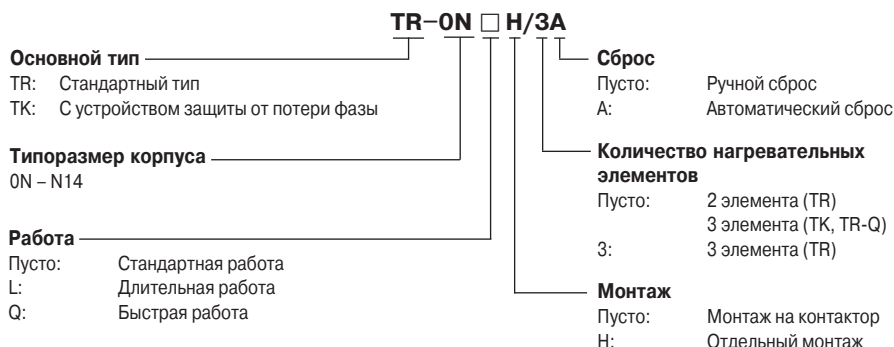 TR–0N □ H/3A
Основной тип
TR: Стандартный тип
TK: С устройством защиты от потери фазы
Типоразмер корпуса
0N – N14
Работа
Пусто: Стандартная работа
L: Длительная работа
Q: Быстрая работа
Сброс
Пусто: Ручной сброс
A: Автоматический сброс
Количество нагревательных
элементов
Пусто: 2 элемента (TR)
3 элемента (TK, TR-Q)
3: 3 элемента (TR)
Монтаж
Пусто: Монтаж на контактор
H: Отдельный монтаж